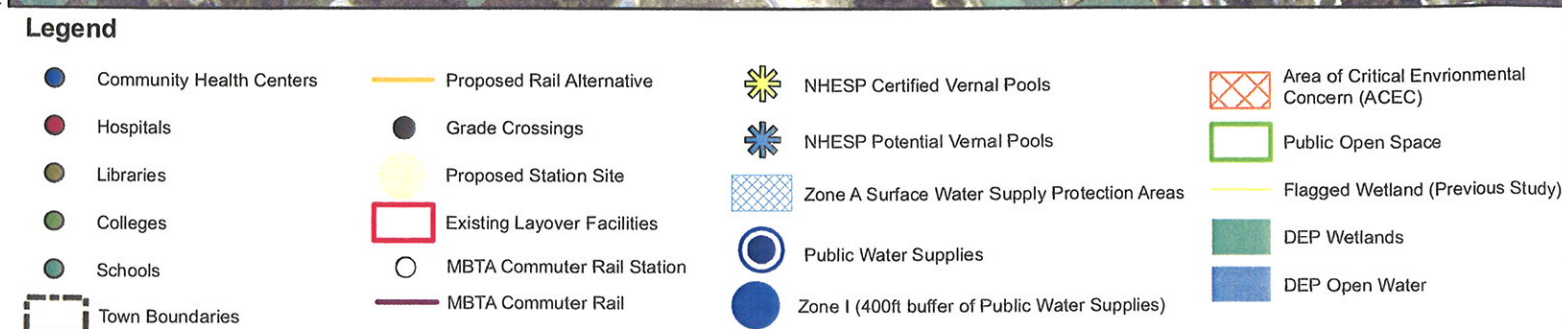 Legend
Community Health Centers
Hospitals
Libraries
Colleges
Schools
Town Boundaries
Proposed Rail Alternative
Grade Crossings
Proposed Station Site
Existing Layover Facilities
MBTA Commuter Rail Station
MBTA Commuter Rail
NHESP Certified Vernal Pools
NHESP Potential Vernal Pools
Zone A Surface Water Supply Protection Areas
Public Water Supplies
Zone I (400ft buffer of Public Water Supplies)
Area of Critical Envrionmental
Concern (ACEC)
Public Open Space
Flagged Wetland (Previous Study)
DEP Wetlands
DEP Open Water